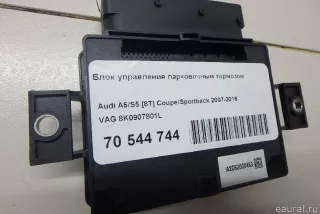 Блок управления парковочным тормозом
Audi A5/S5 [8T] Coupe/Sportback 2007-2016
VAG 8K0907801L
70 544 744
eaural.ru